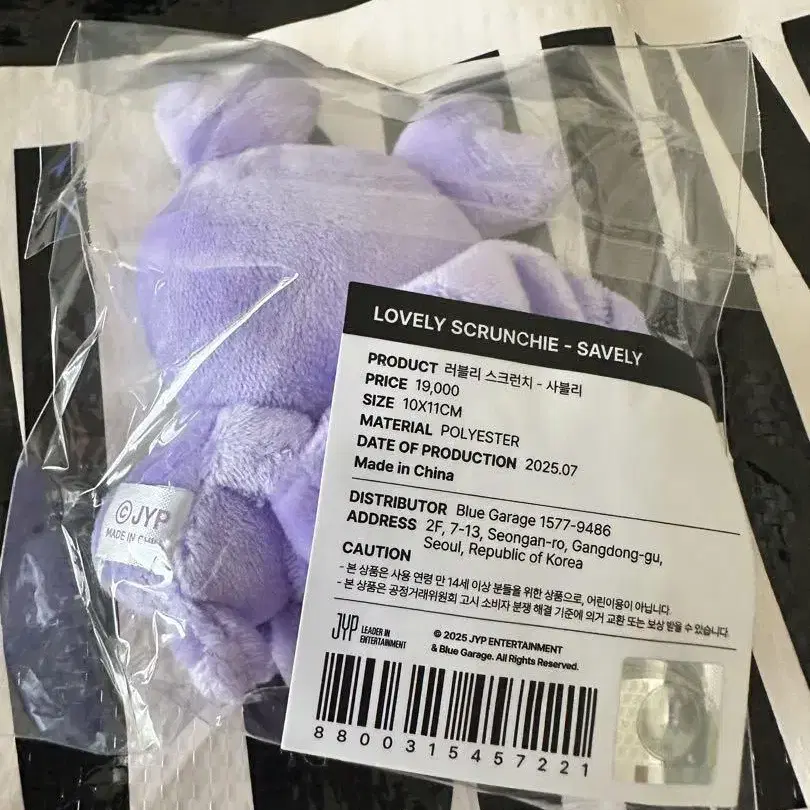 LOVELY SCRUNCHIE - SAVELY
PRODUCT 러블리 스크런치 - 사블리
PRICE 19,000
SIZE 10X11CM
MATERIAL POLYESTER
DATE OF PRODUCTION 2025.07
Made in China
DISTRIBUTOR Blue Garage 1577-9486
ADDRESS 2F, 7-13, Seongan-ro, Gangdong-gu,
Seoul, Republic of Korea
CAUTION
- 본 상품은 사용 연령 만 14세 이상 분들을 위한 상품으로, 어린이용이 아닙니다.
- 본 상품은 공정거래위원회 고시 소비자 분쟁 해결 기준에 의거 교환 또는 보상 받을 수 있습니다.
JYP LEADER IN
ENTERTAINMENT
© 2025 JYP ENTERTAINMENT
& Blue Garage. All Rights Reserved.
8800315457221
©JYP
MADE IN